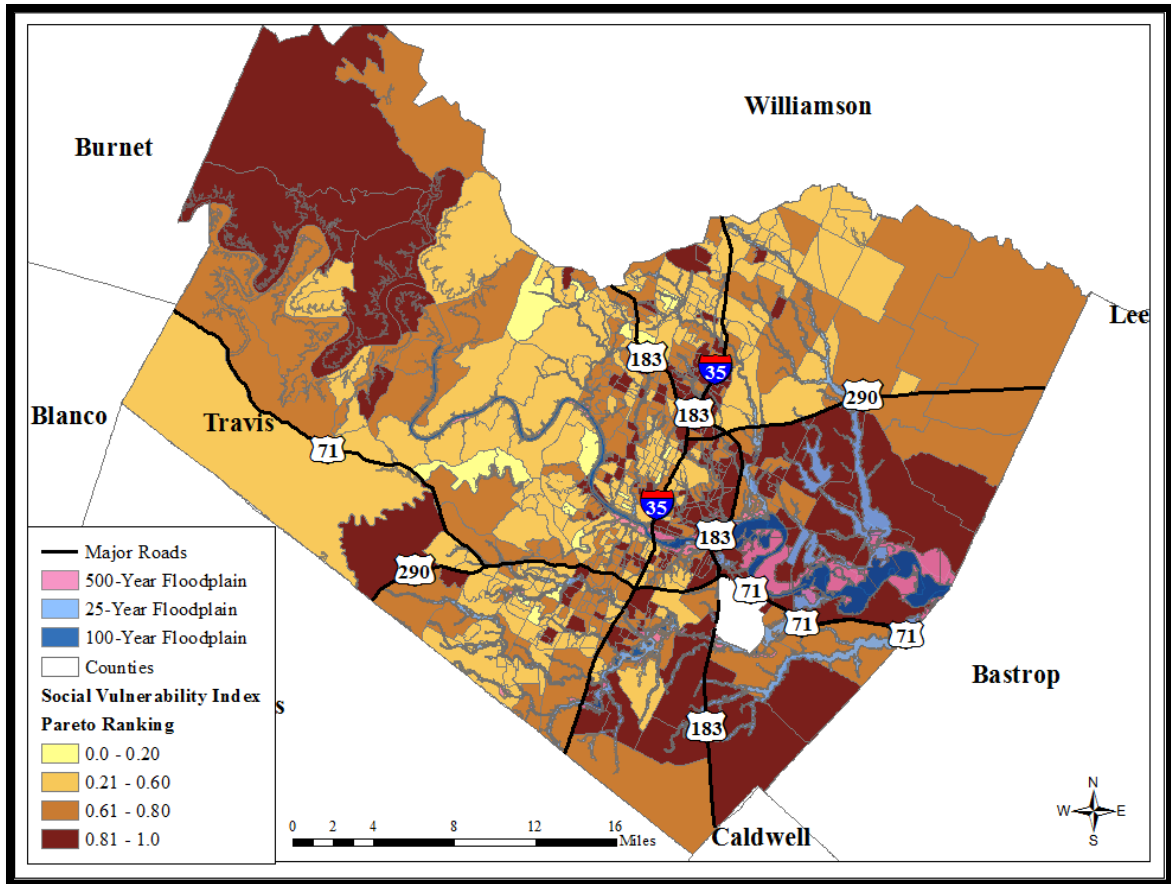 Williamson
Burnet
Lee
183
35
183
290
Blanco
Travis
71
35
183
290
71
71
71
Bastrop
183
Caldwell
s
Major Roads
500-Year Floodplain
25-Year Floodplain
100-Year Floodplain
Counties
Social Vulnerability Index
Pareto Ranking
0.0 - 0.20
0.21 - 0.60
0.61 - 0.80
0.81 - 1.0
0 2 4 8 12 16
Miles
N
W E
S